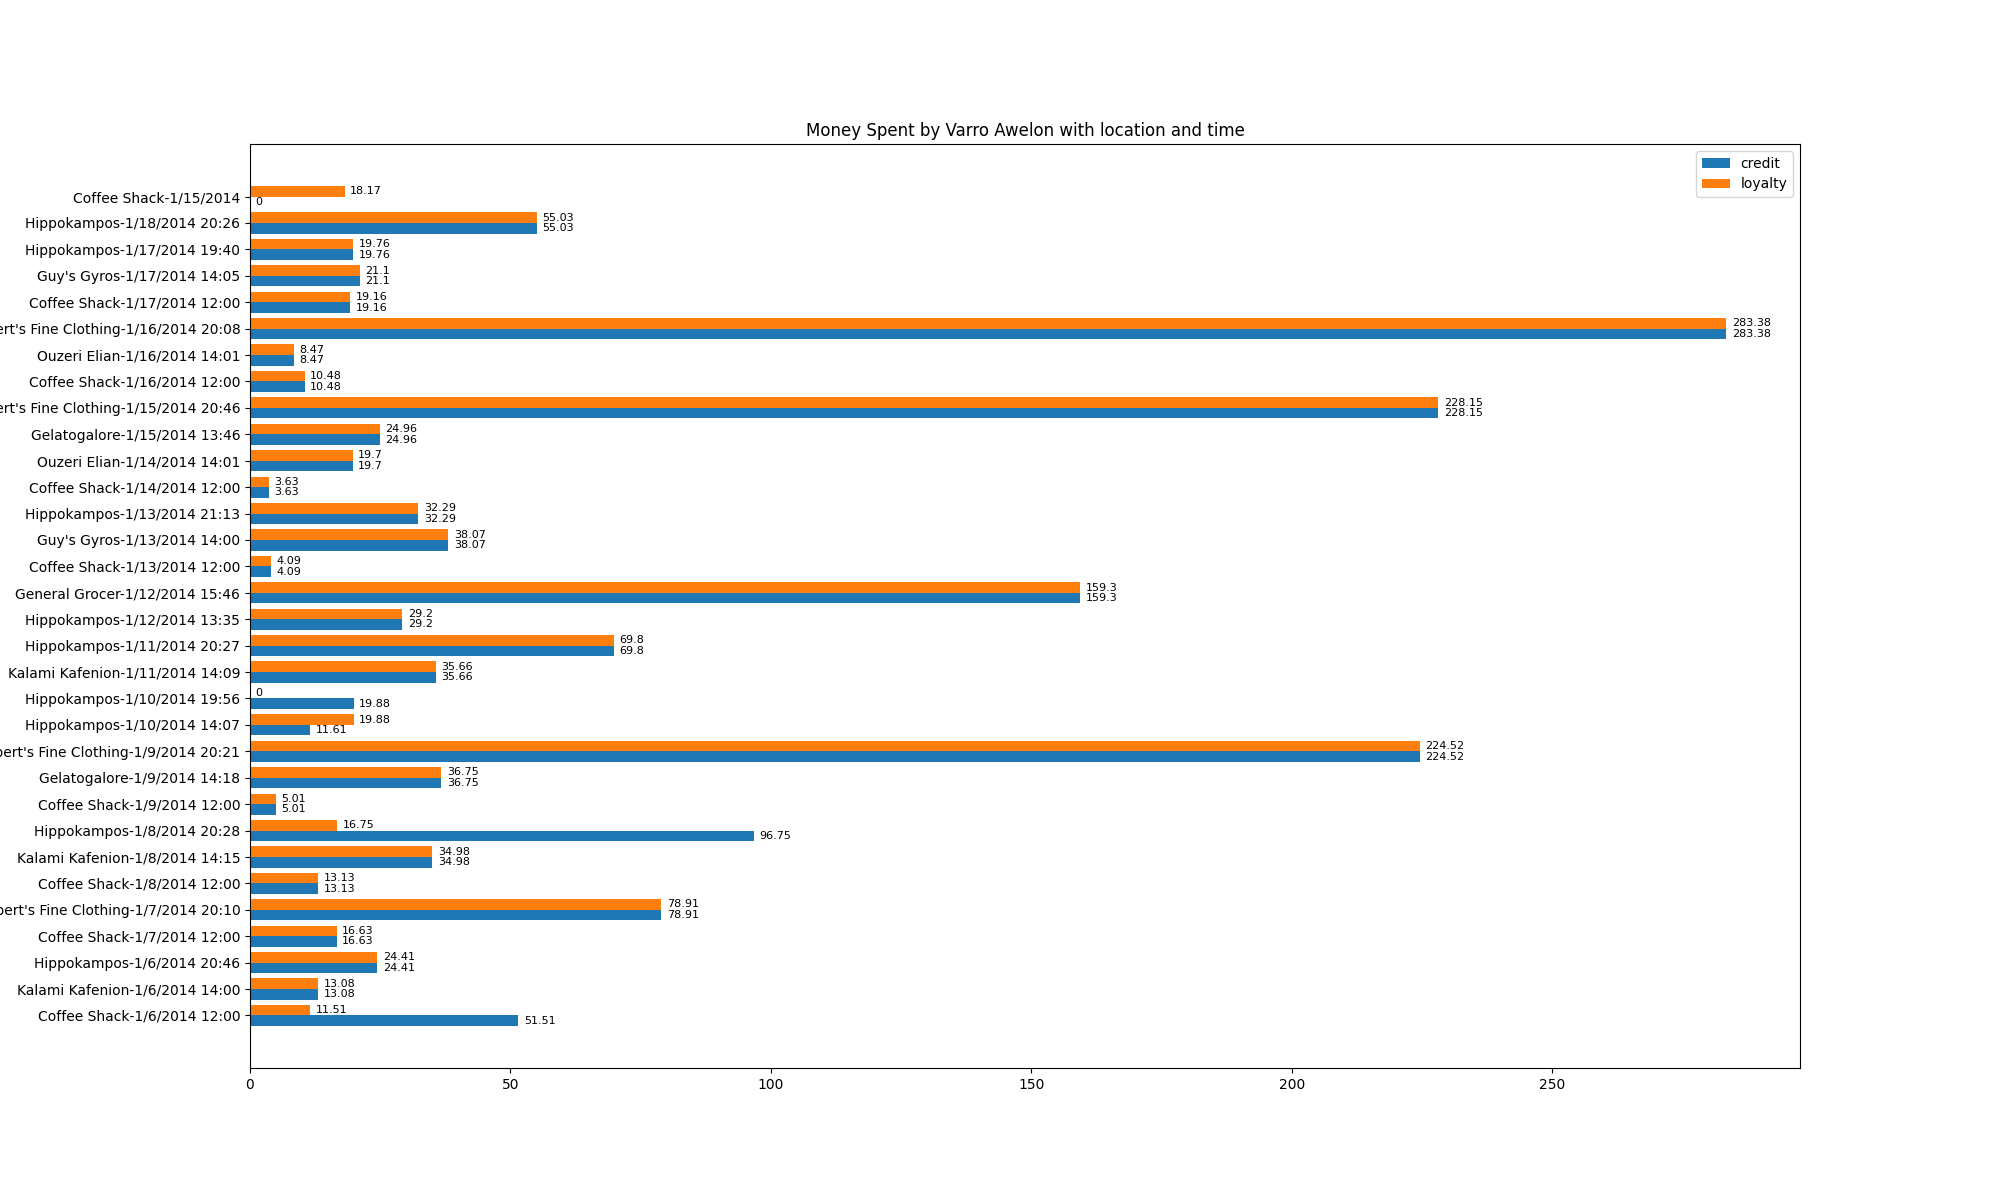 Money Spent by Varro Awelon with location and time
credit
loyalty
Coffee Shack-1/15/2014
18.17
0
Hippokampos-1/18/2014 20:26
55.03
55.03
Hippokampos-1/17/2014 19:40
19.76
19.76
Guy's Gyros-1/17/2014 14:05
21.1
21.1
Coffee Shack-1/17/2014 12:00
19.16
19.16
ert's Fine Clothing-1/16/2014 20:08
283.38
283.38
Ouzeri Elian-1/16/2014 14:01
8.47
8.47
Coffee Shack-1/16/2014 12:00
10.48
10.48
ert's Fine Clothing-1/15/2014 20:46
228.15
228.15
Gelatogalore-1/15/2014 13:46
24.96
24.96
Ouzeri Elian-1/14/2014 14:01
19.7
19.7
Coffee Shack-1/14/2014 12:00
3.63
3.63
Hippokampos-1/13/2014 21:13
32.29
32.29
Guy's Gyros-1/13/2014 14:00
38.07
38.07
Coffee Shack-1/13/2014 12:00
4.09
4.09
General Grocer-1/12/2014 15:46
159.3
159.3
Hippokampos-1/12/2014 13:35
29.2
29.2
Hippokampos-1/11/2014 20:27
69.8
69.8
Kalami Kafenion-1/11/2014 14:09
35.66
35.66
Hippokampos-1/10/2014 19:56
0
19.88
Hippokampos-1/10/2014 14:07
19.88
11.61
pert's Fine Clothing-1/9/2014 20:21
224.52
224.52
Gelatogalore-1/9/2014 14:18
36.75
36.75
Coffee Shack-1/9/2014 12:00
5.01
5.01
Hippokampos-1/8/2014 20:28
16.75
96.75
Kalami Kafenion-1/8/2014 14:15
34.98
34.98
Coffee Shack-1/8/2014 12:00
13.13
13.13
pert's Fine Clothing-1/7/2014 20:10
78.91
78.91
Coffee Shack-1/7/2014 12:00
16.63
16.63
Hippokampos-1/6/2014 20:46
24.41
24.41
Kalami Kafenion-1/6/2014 14:00
13.08
13.08
Coffee Shack-1/6/2014 12:00
11.51
51.51
0 50 100 150 200 250